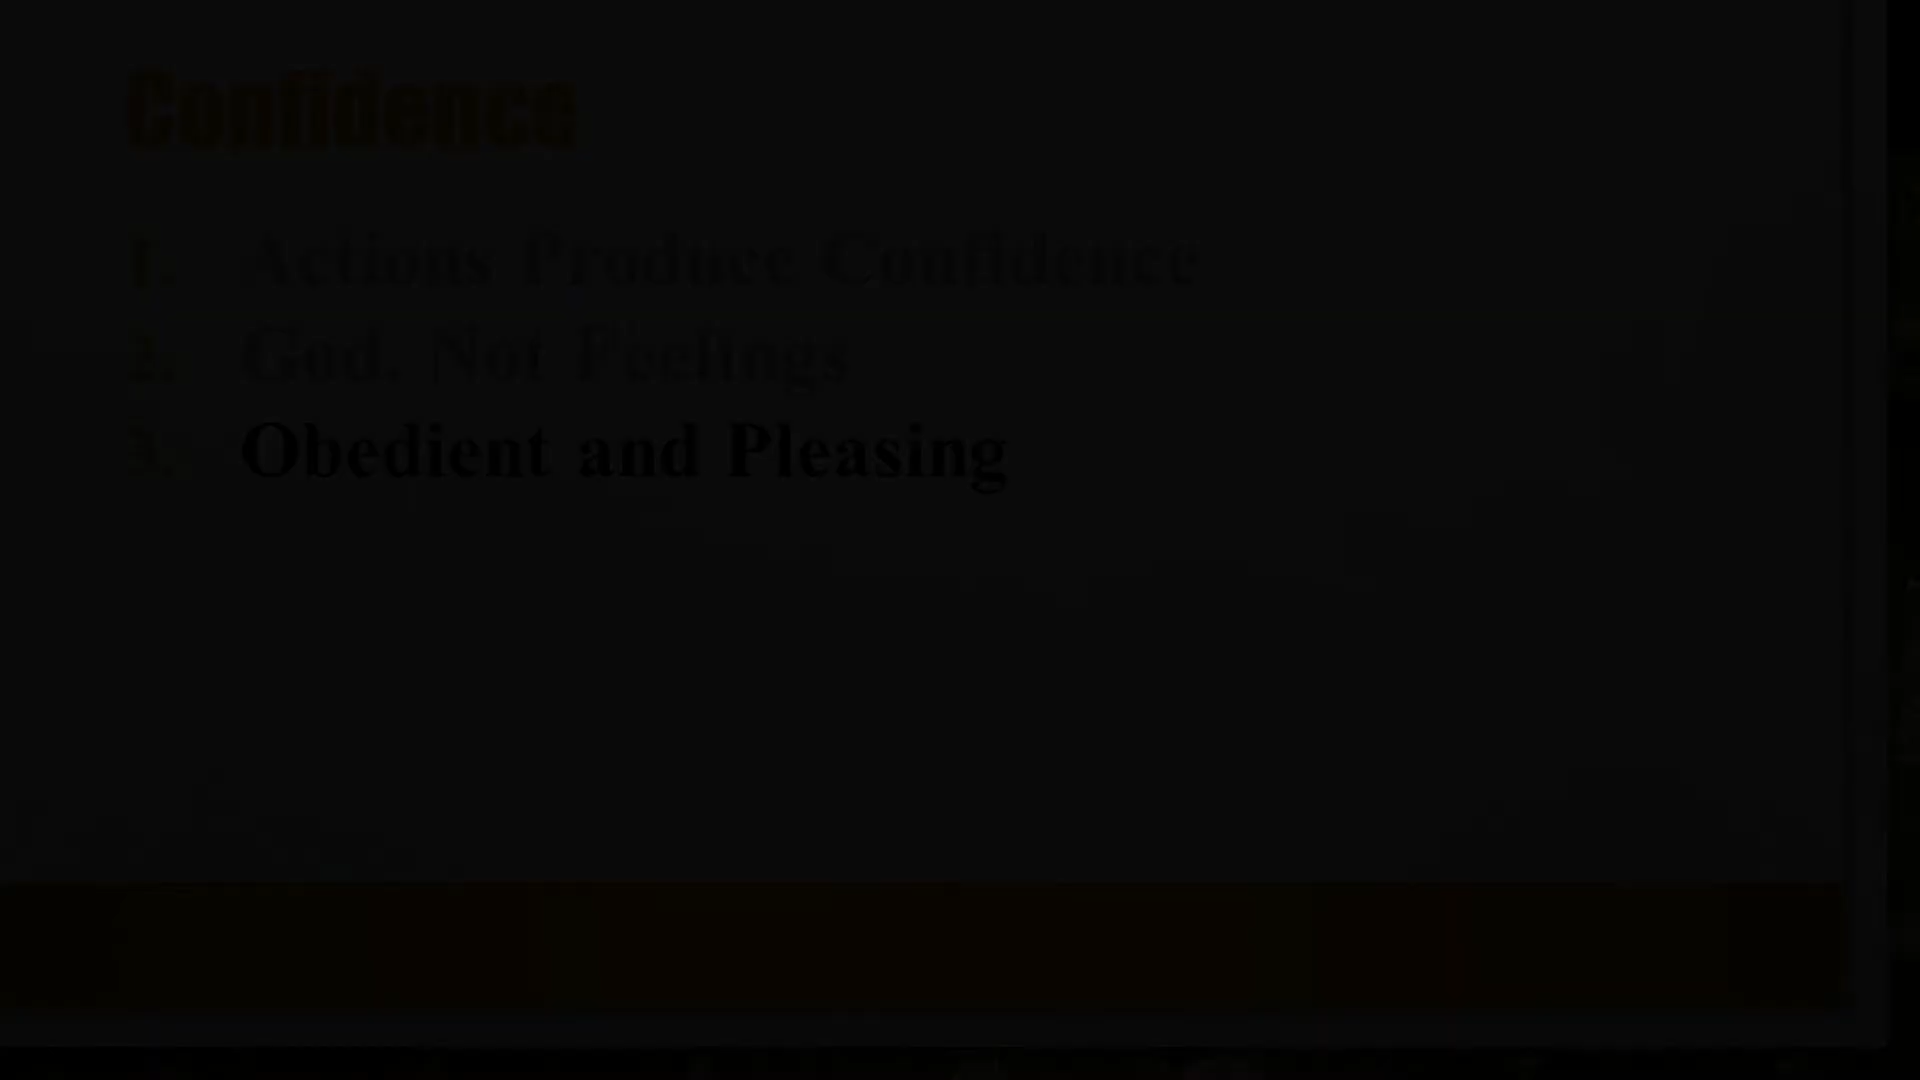 Confidence
1. Actions Produce Confidence
2. God, Not Feelings
3. Obedient and Pleasing